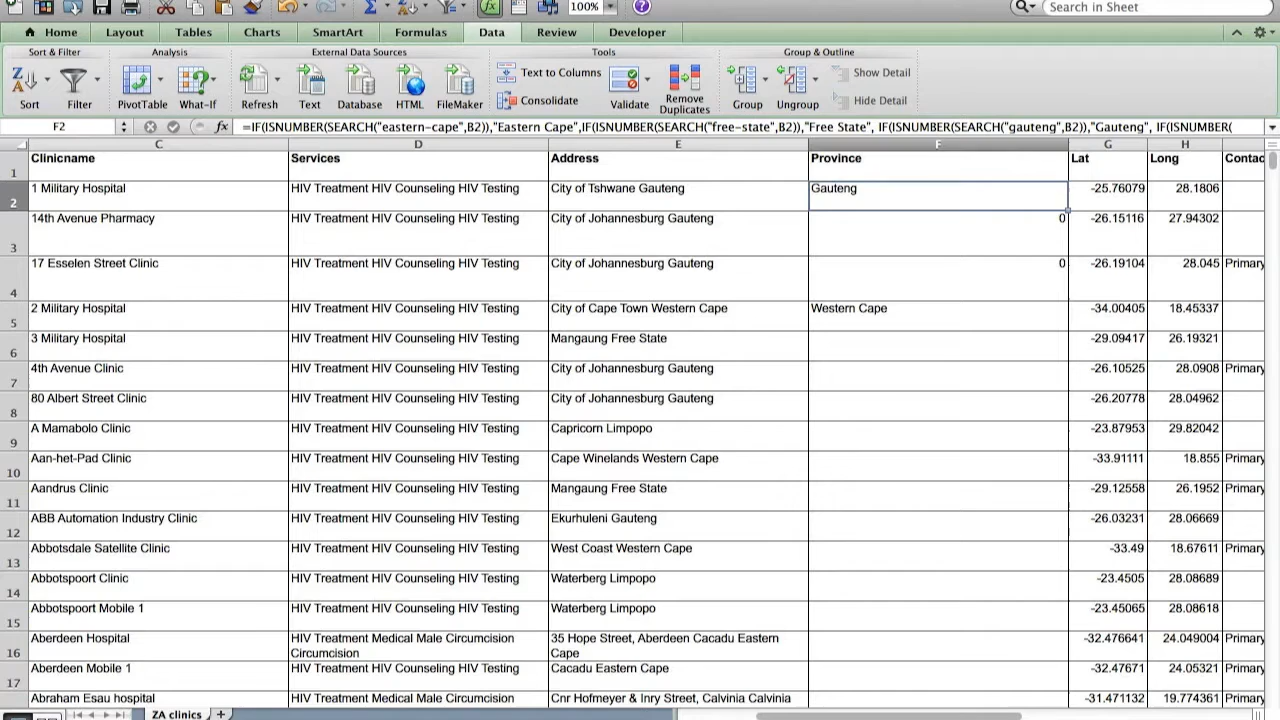 100%
Search in Sheet
Home Layout Tables Charts SmartArt Formulas Data Review Developer
Sort & Filter Analysis External Data Sources Tools Group & Outline
Sort Filter PivotTable What-If Refresh Text Database HTML FileMaker Text to Columns Consolidate Validate Remove Duplicates Group Ungroup Show Detail Hide Detail
F2 fx =IF(ISNUMBER(SEARCH("eastern-cape",B2)),"Eastern Cape",IF(ISNUMBER(SEARCH("free-state",B2)),"Free State", IF(ISNUMBER(SEARCH("gauteng",B2)),"Gauteng", IF(ISNUMBER(
C D E F G H
1 Clinicname Services Address Province Lat Long Contac
2 1 Military Hospital HIV Treatment HIV Counseling HIV Testing City of Tshwane Gauteng Gauteng -25.76079 28.1806
3 14th Avenue Pharmacy HIV Treatment HIV Counseling HIV Testing City of Johannesburg Gauteng 0 -26.15116 27.94302
4 17 Esselen Street Clinic HIV Treatment HIV Counseling HIV Testing City of Johannesburg Gauteng 0 -26.19104 28.045 Primary
5 2 Military Hospital HIV Treatment HIV Counseling HIV Testing City of Cape Town Western Cape Western Cape -34.00405 18.45337
6 3 Military Hospital HIV Treatment HIV Counseling HIV Testing Mangaung Free State -29.09417 26.19321
7 4th Avenue Clinic HIV Treatment HIV Counseling HIV Testing City of Johannesburg Gauteng -26.10525 28.0908 Primary
8 80 Albert Street Clinic HIV Treatment HIV Counseling HIV Testing City of Johannesburg Gauteng -26.20778 28.04962
9 A Mamabolo Clinic HIV Treatment HIV Counseling HIV Testing Capricorn Limpopo -23.87953 29.82042
10 Aan-het-Pad Clinic HIV Treatment HIV Counseling HIV Testing Cape Winelands Western Cape -33.91111 18.855 Primary
11 Aandrus Clinic HIV Treatment HIV Counseling HIV Testing Mangaung Free State -29.12558 26.1952 Primary
12 ABB Automation Industry Clinic HIV Treatment HIV Counseling HIV Testing Ekurhuleni Gauteng -26.03231 28.06669
13 Abbotsdale Satellite Clinic HIV Treatment HIV Counseling HIV Testing West Coast Western Cape -33.49 18.67611 Primary
14 Abbotspoort Clinic HIV Treatment HIV Counseling HIV Testing Waterberg Limpopo -23.4505 28.08689
15 Abbotspoort Mobile 1 HIV Treatment HIV Counseling HIV Testing Waterberg Limpopo -23.45065 28.08618
16 Aberdeen Hospital HIV Treatment Medical Male Circumcision Circumcision 35 Hope Street, Aberdeen Cacadu Eastern Cape -32.476641 24.049004 Primary
17 Aberdeen Mobile 1 HIV Treatment HIV Counseling HIV Testing Cacadu Eastern Cape -32.47671 24.05321 Primary
Abraham Esau hospital HIV Treatment Medical Male Circumcision Cnr Hofmeyer & Inry Street, Calvinia Calvinia -31.471132 19.774361 Primary
ZA clinics